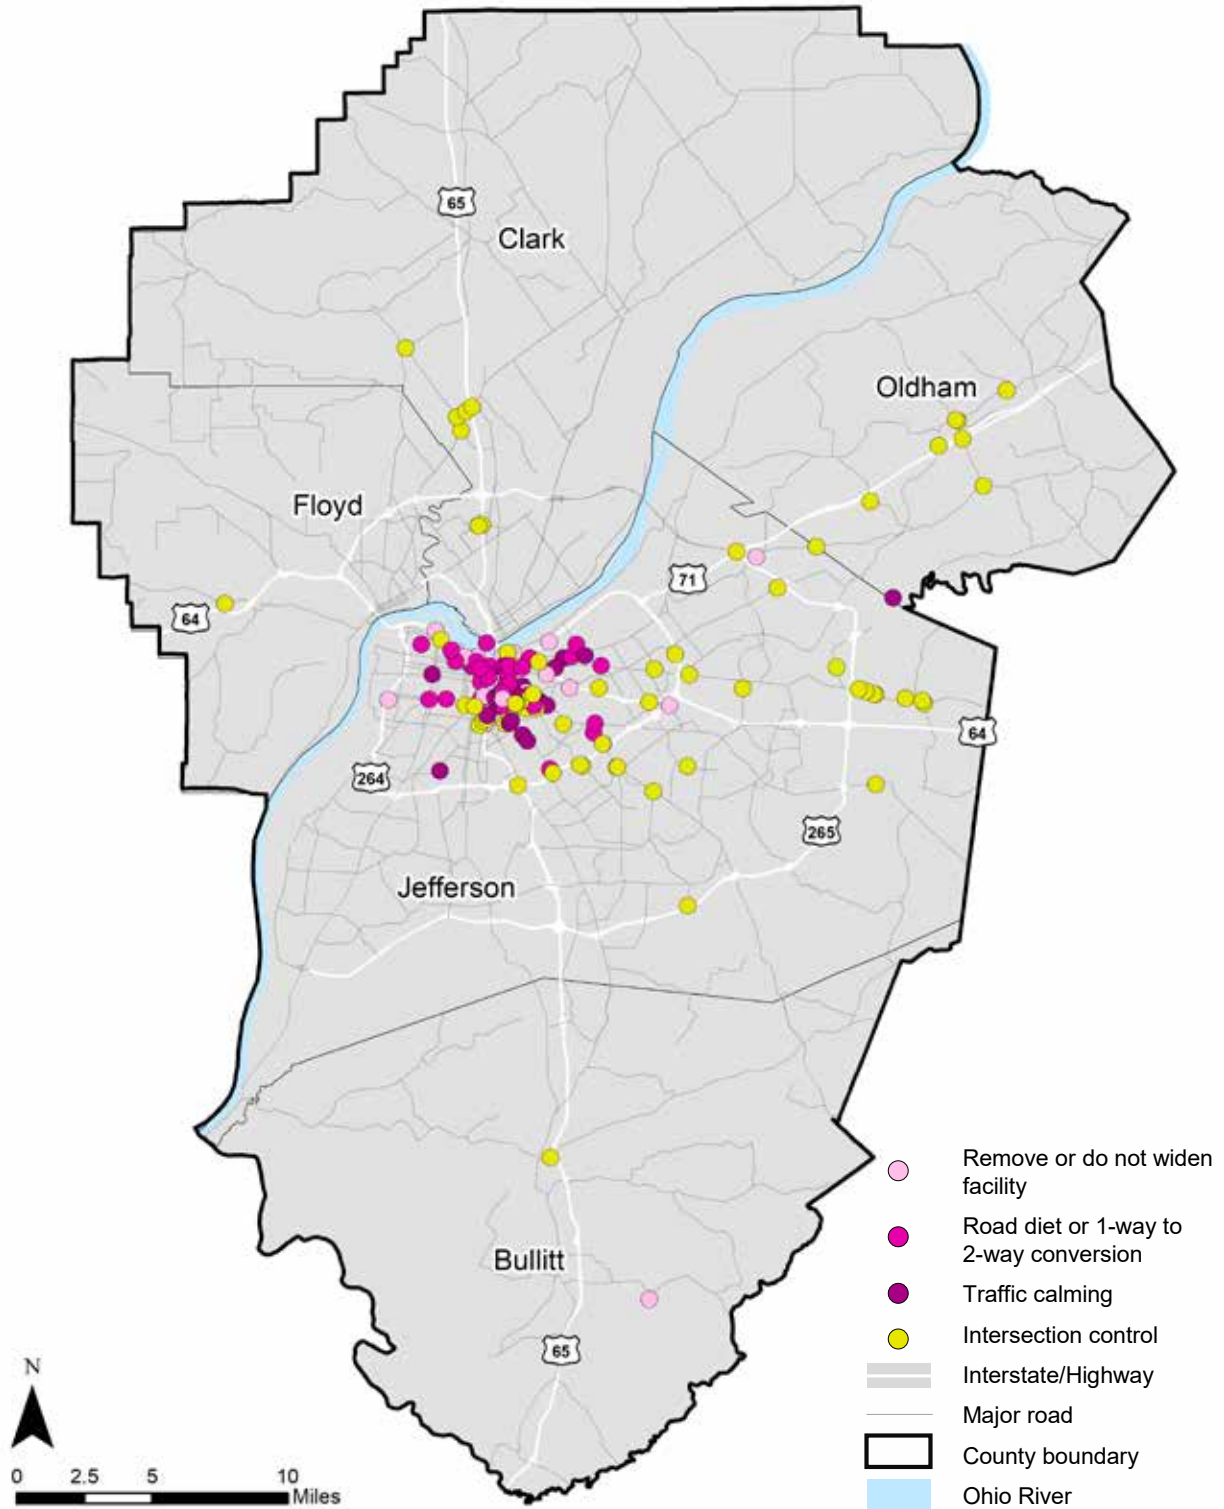 65
Clark
Oldham
Floyd
71
64
64
264
265
Jefferson
Remove or do not widen
facility
Road diet or 1-way to
2-way conversion
Bullitt
Traffic calming
Intersection control
65
Interstate/Highway
N
Major road
County boundary
0 2.5 5 10
Miles
Ohio River